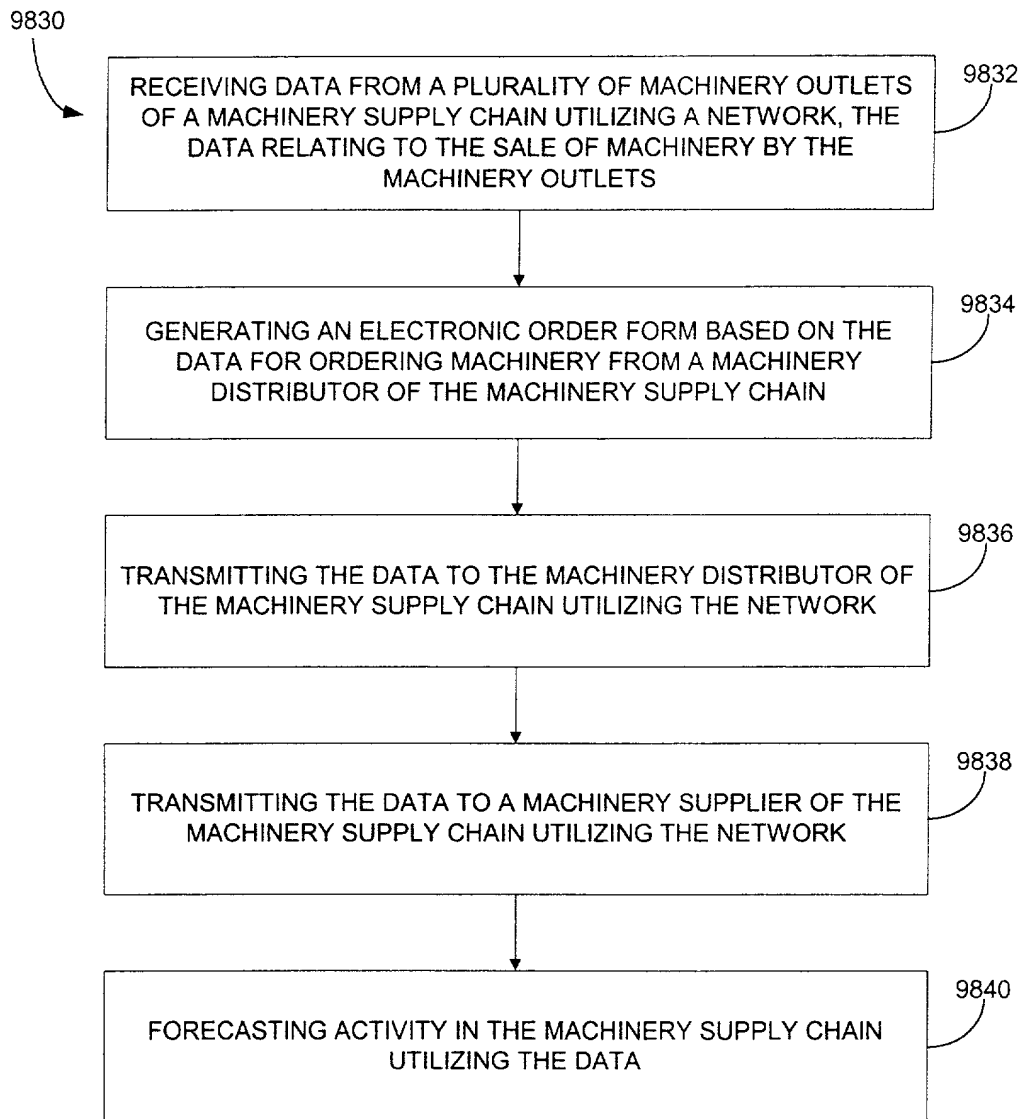 9830
RECEIVING DATA FROM A PLURALITY OF MACHINERY OUTLETS
OF A MACHINERY SUPPLY CHAIN UTILIZING A NETWORK, THE
DATA RELATING TO THE SALE OF MACHINERY BY THE
MACHINERY OUTLETS
9832
GENERATING AN ELECTRONIC ORDER FORM BASED ON THE
DATA FOR ORDERING MACHINERY FROM A MACHINERY
DISTRIBUTOR OF THE MACHINERY SUPPLY CHAIN
9834
TRANSMITTING THE DATA TO THE MACHINERY DISTRIBUTOR OF
THE MACHINERY SUPPLY CHAIN UTILIZING THE NETWORK
9836
TRANSMITTING THE DATA TO A MACHINERY SUPPLIER OF THE
MACHINERY SUPPLY CHAIN UTILIZING THE NETWORK
9838
FORECASTING ACTIVITY IN THE MACHINERY SUPPLY CHAIN
UTILIZING THE DATA
9840